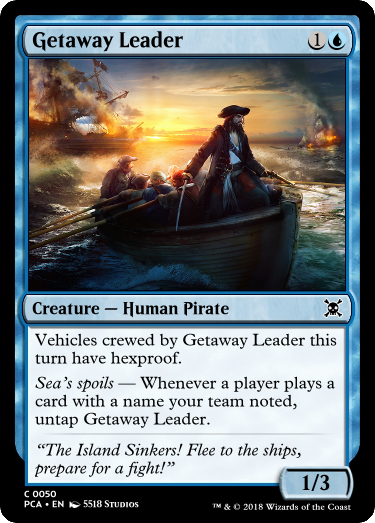 Getaway Leader 1
Creature — Human Pirate
Vehicles crewed by Getaway Leader this
turn have hexproof.
Sea's spoils — Whenever a player plays a
card with a name your team noted,
untap Getaway Leader.
“The Island Sinkers! Flee to the ships,
prepare for a fight!”
1/3
C 0050
PCA • EN 5518 Studios
™ & © 2018 Wizards of the Coast